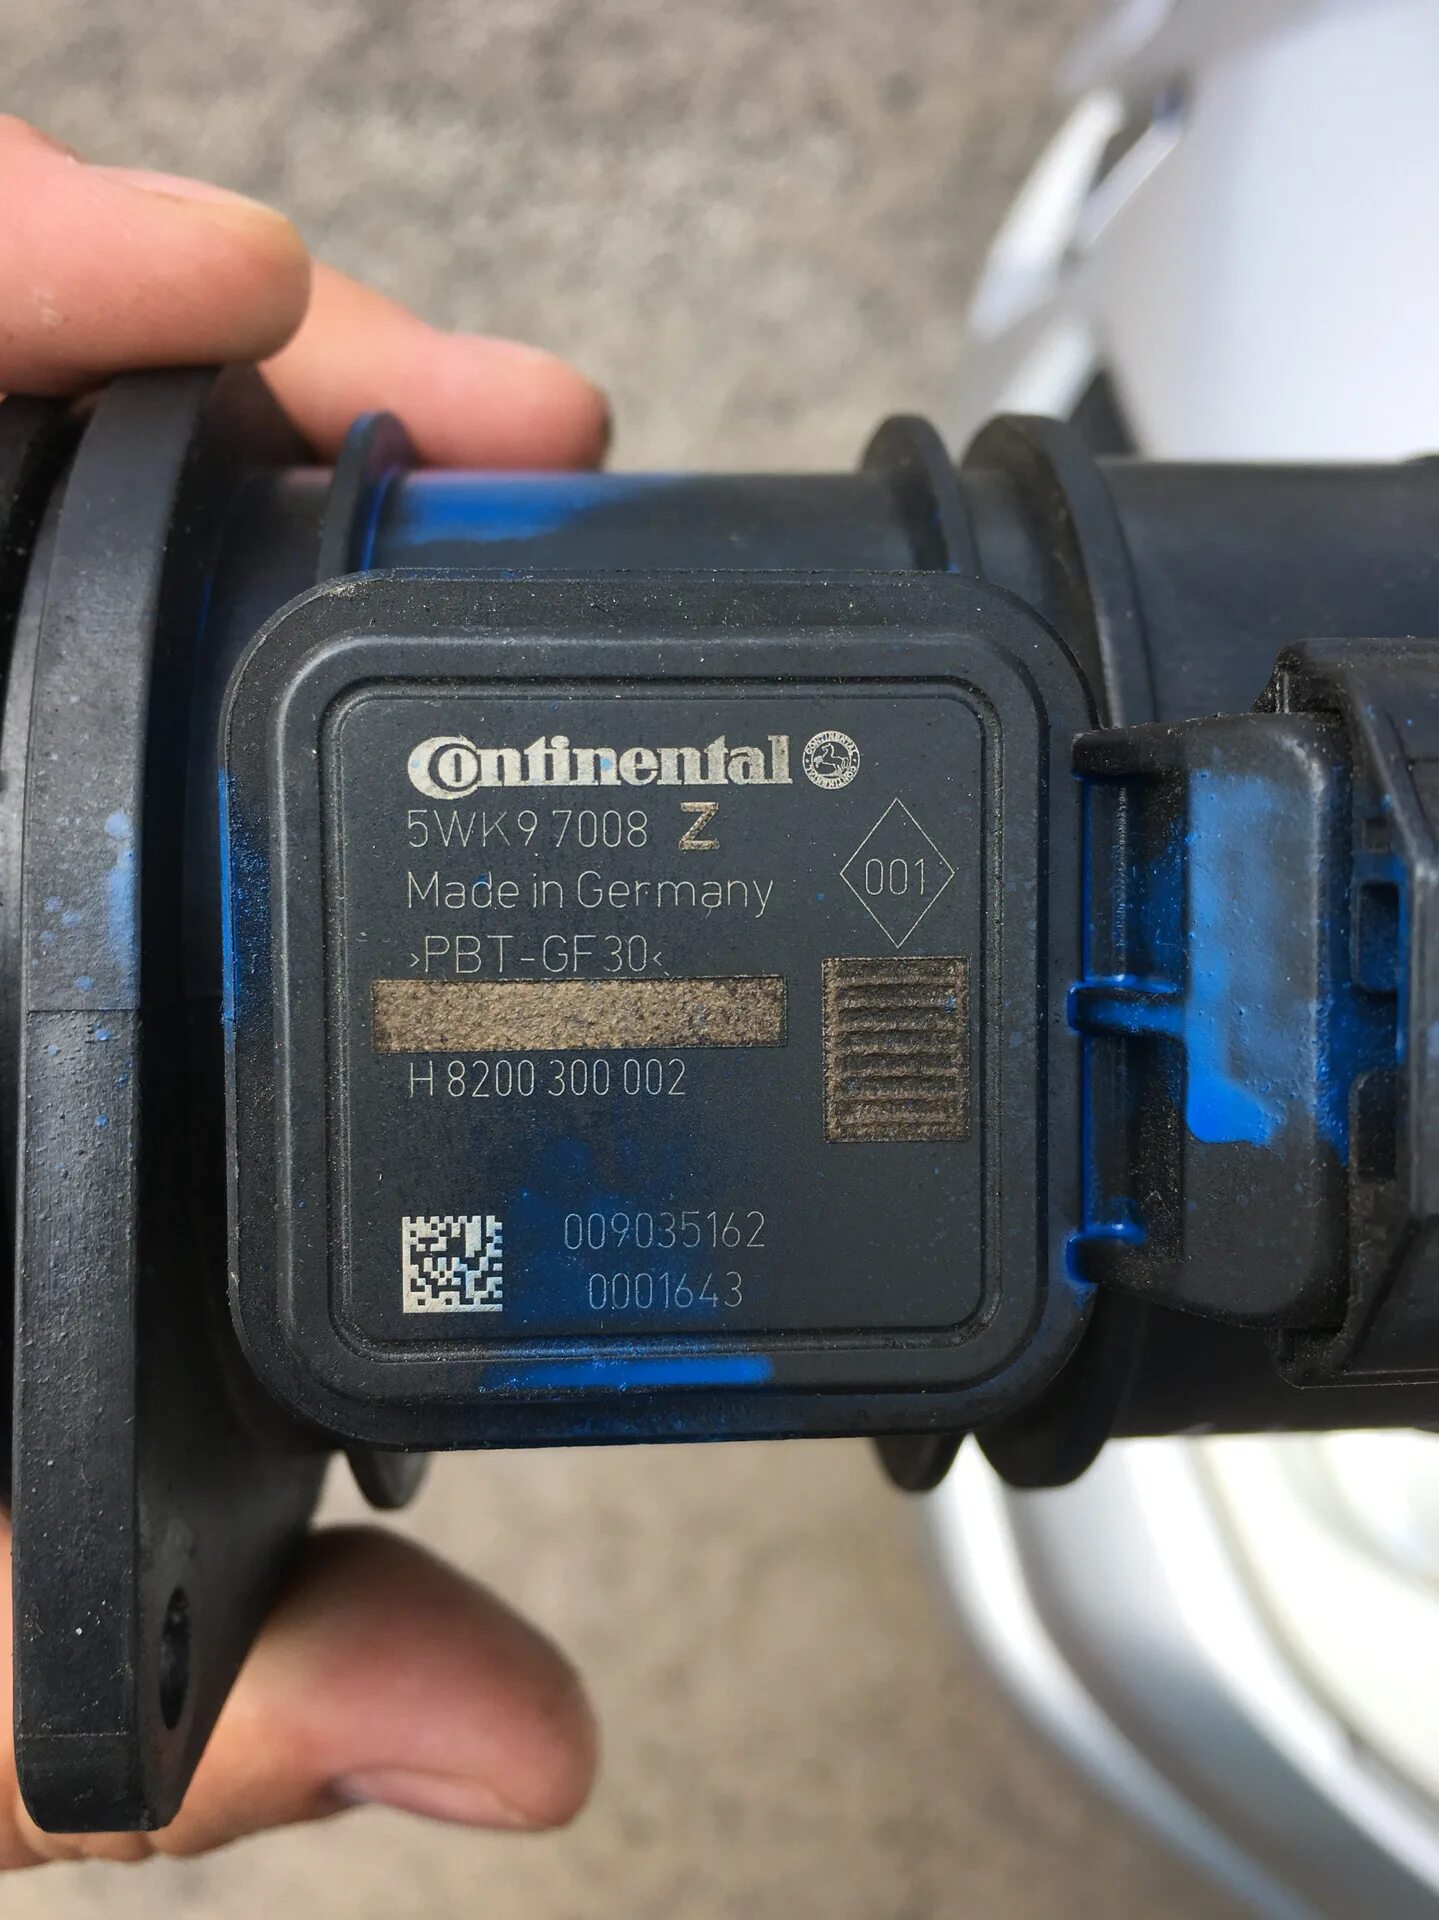 Continental
5WK9 7008 Z
Made in Germany
001
>PBT-GF30<
H 8200 300 002
009035162
0001643